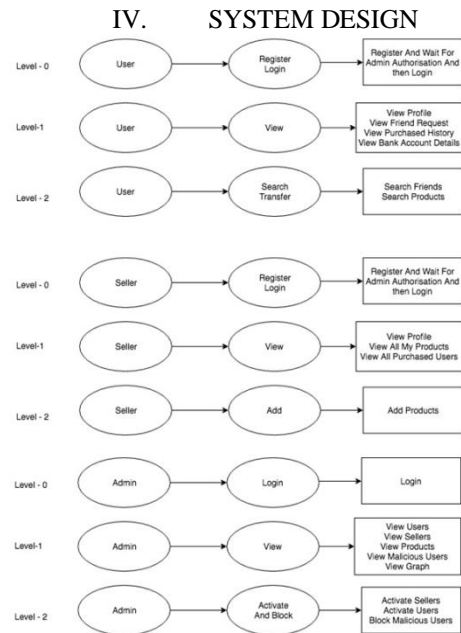 IV. SYSTEM DESIGN
Level - 0
User
Register
Login
Register And Wait For
Admin Authorisation And
then Login
Level-1
User
View
View Profile
View Friend Request
View Purchased History
View Bank Account Details
Level - 2
User
Search
Transfer
Search Friends
Search Products
Level - 0
Seller
Register
Login
Register And Wait For
Admin Authorisation And
then Login
Level-1
Seller
View
View Profile
View All My Products
View All Purchased Users
Level - 2
Seller
Add
Add Products
Level - 0
Admin
Login
Login
Level-1
Admin
View
View Users
View Sellers
View Products
View Malicious Users
View Graph
Level - 2
Admin
Activate
And Block
Activate Sellers
Activate Users
Block Malicious Users